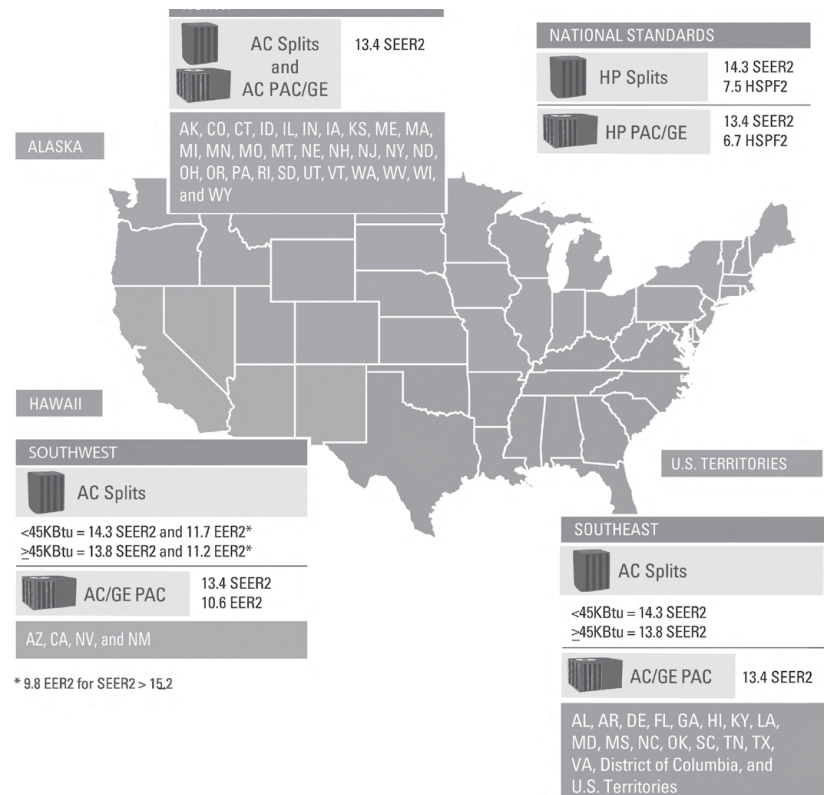 AC Splits
and
AC PAC/GE
13.4 SEER2
AK, CO, CT, ID, IL, IN, IA, KS, ME, MA,
MI, MN, MO, MT, NE, NH, NJ, NY, ND,
OH, OR, PA, RI, SD, UT, VT, WA, WV, WI,
and WY
NATIONAL STANDARDS
HP Splits
14.3 SEER2
7.5 HSPF2
HP PAC/GE
13.4 SEER2
6.7 HSPF2
ALASKA
HAWAII
SOUTHWEST
AC Splits
<45KBtu = 14.3 SEER2 and 11.7 EER2*
≥45KBtu = 13.8 SEER2 and 11.2 EER2*
AC/GE PAC
13.4 SEER2
10.6 EER2
AZ, CA, NV, and NM
* 9.8 EER2 for SEER2 > 15.2
U.S. TERRITORIES
SOUTHEAST
AC Splits
<45KBtu = 14.3 SEER2
≥45KBtu = 13.8 SEER2
AC/GE PAC
13.4 SEER2
AL, AR, DE, FL, GA, HI, KY, LA,
MD, MS, NC, OK, SC, TN, TX,
VA, District of Columbia, and
U.S. Territories